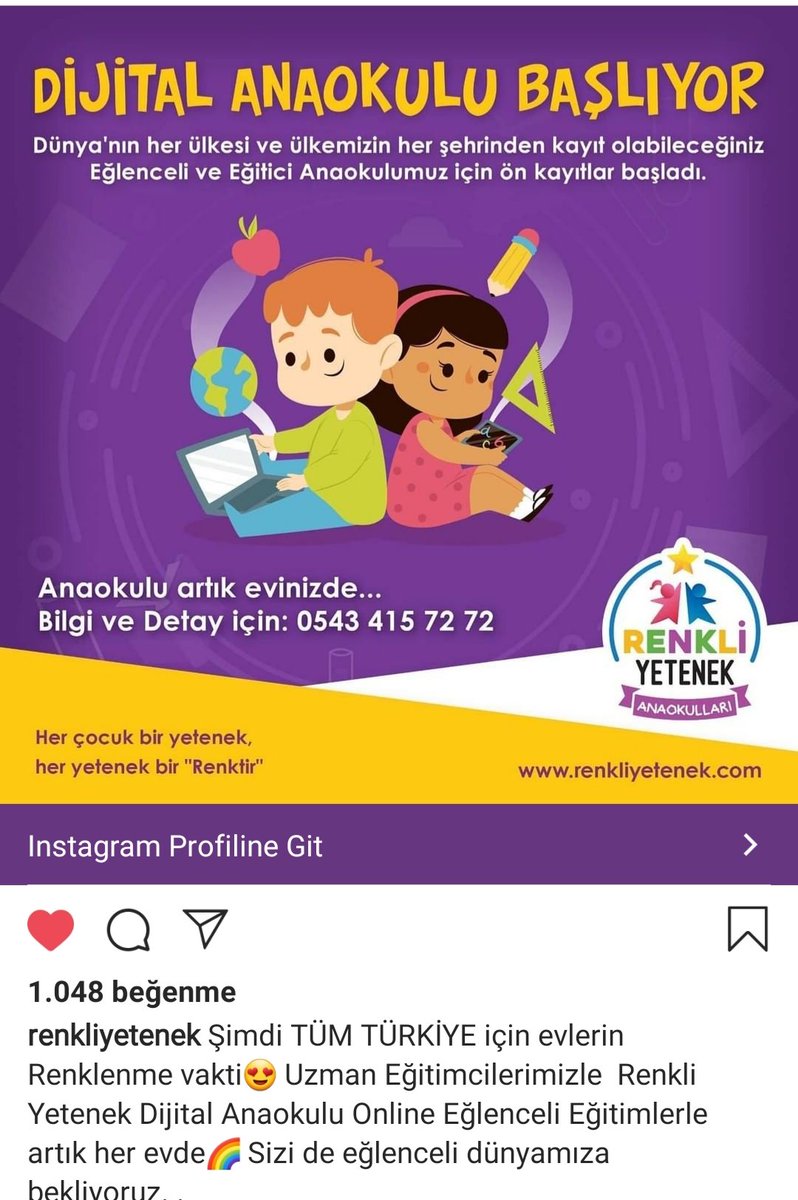 DİJİTAL ANAOKULU BAŞLIYOR
Dünya'nın her ülkesi ve ülkemizin her şehrinden kayıt olabileceğiniz
Eğlenceli ve Eğitici Anaokulumuz için ön kayıtlar başladı.
a
c 6
Anaokulu artık evinizde...
Bilgi ve Detay için: 0543 415 72 72
RENKLİ
YETENEK
ANAOKULLARI
Her çocuk bir yetenek,
her yetenek bir "Renktir"
www.renkliyetenek.com
Instagram Profiline Git
1.048 beğenme
renkliyetenek Şimdi TÜM TÜRKİYE için evlerin
Renklenme vakti😍 Uzman Eğitimcilerimizle Renkli
Yetenek Dijital Anaokulu Online Eğlenceli Eğitimlerle
artık her evde🌈 Sizi de eğlenceli dünyamıza
bekliyoruz. .